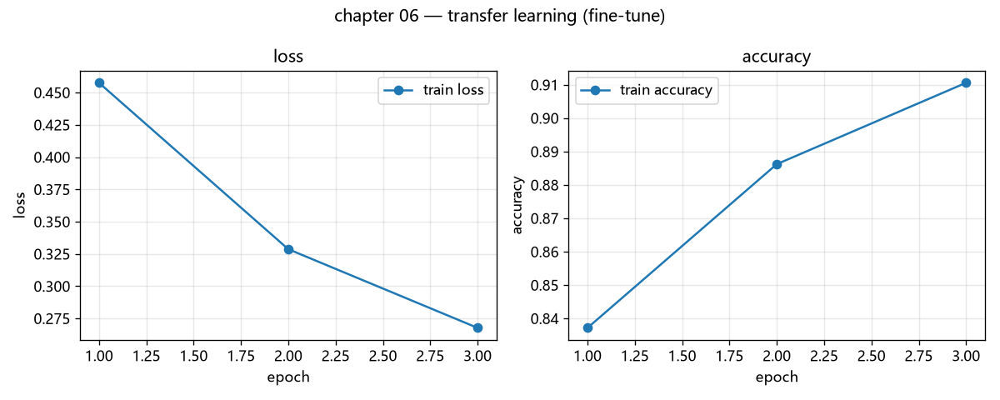 chapter 06 — transfer learning (fine-tune)
loss
train loss
0.450
0.425
0.400
0.375
0.350
0.325
0.300
0.275
loss
1.00 1.25 1.50 1.75 2.00 2.25 2.50 2.75 3.00
epoch
accuracy
train accuracy
0.91
0.90
0.89
0.88
0.87
0.86
0.85
0.84
accuracy
1.00 1.25 1.50 1.75 2.00 2.25 2.50 2.75 3.00
epoch